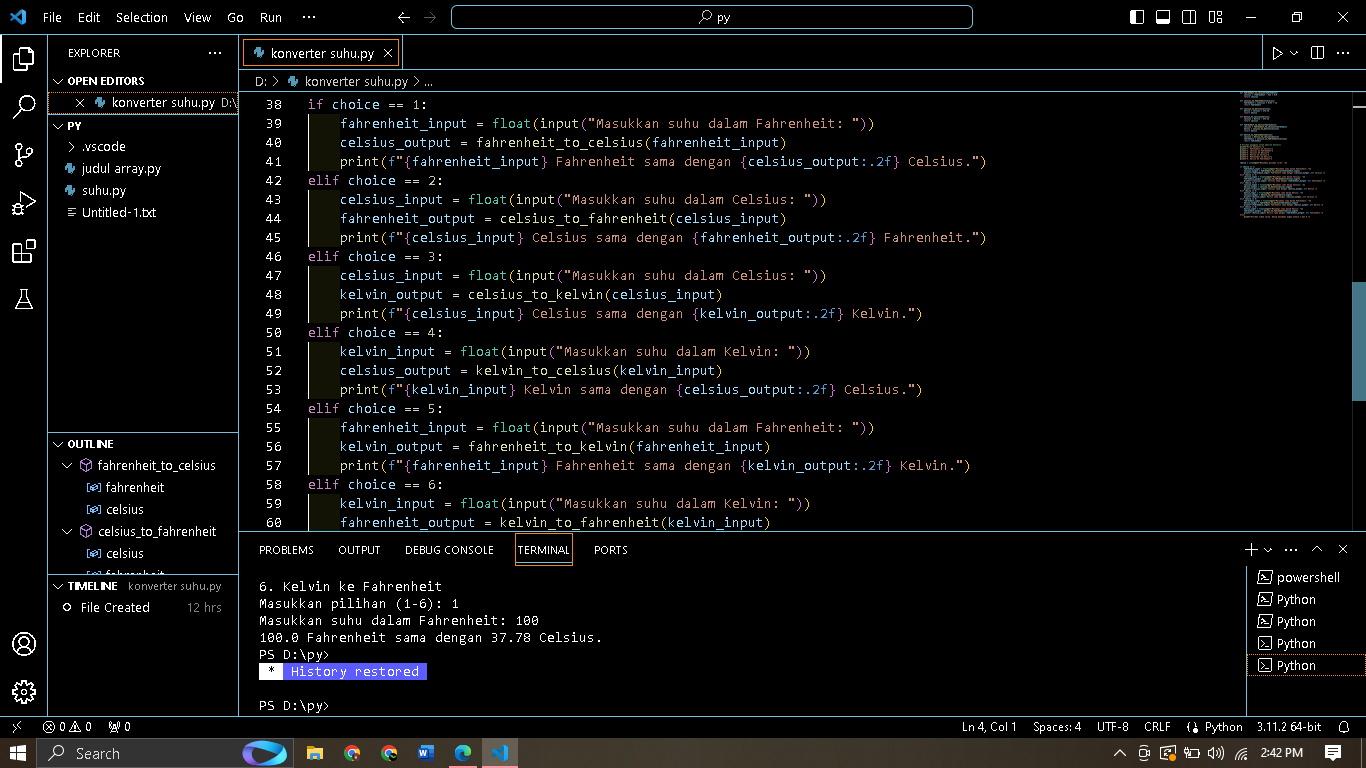 File Edit Selection View Go Run ··· py
EXPLORER ···
OPEN EDITORS
konverter suhu.py D:\
PY
.vscode
judul array.py
suhu.py
Untitled-1.txt
OUTLINE
fahrenheit_to_celsius
fahrenheit
celsius
celsius_to_fahrenheit
celsius
TIMELINE konverter suhu.py
File Created 12 hrs
konverter suhu.py
D: > konverter suhu.py > ...
38 if choice == 1:
39 fahrenheit_input = float(input("Masukkan suhu dalam Fahrenheit: "))
40 celsius_output = fahrenheit_to_celsius(fahrenheit_input)
41 print(f"{fahrenheit_input} Fahrenheit sama dengan {celsius_output:.2f} Celsius.")
42 elif choice == 2:
43 celsius_input = float(input("Masukkan suhu dalam Celsius: "))
44 fahrenheit_output = celsius_to_fahrenheit(celsius_input)
45 print(f"{celsius_input} Celsius sama dengan {fahrenheit_output:.2f} Fahrenheit.")
46 elif choice == 3:
47 celsius_input = float(input("Masukkan suhu dalam Celsius: "))
48 kelvin_output = celsius_to_kelvin(celsius_input)
49 print(f"{celsius_input} Celsius sama dengan {kelvin_output:.2f} Kelvin.")
50 elif choice == 4:
51 kelvin_input = float(input("Masukkan suhu dalam Kelvin: "))
52 celsius_output = kelvin_to_celsius(kelvin_input)
53 print(f"{kelvin_input} Kelvin sama dengan {celsius_output:.2f} Celsius.")
54 elif choice == 5:
55 fahrenheit_input = float(input("Masukkan suhu dalam Fahrenheit: "))
56 kelvin_output = fahrenheit_to_kelvin(fahrenheit_input)
57 print(f"{fahrenheit_input} Fahrenheit sama dengan {kelvin_output:.2f} Kelvin.")
58 elif choice == 6:
59 kelvin_input = float(input("Masukkan suhu dalam Kelvin: "))
60 fahrenheit_output = kelvin_to_fahrenheit(kelvin_input)
PROBLEMS OUTPUT DEBUG CONSOLE TERMINAL PORTS
6. Kelvin ke Fahrenheit
Masukkan pilihan (1-6): 1
Masukkan suhu dalam Fahrenheit: 100
100.0 Fahrenheit sama dengan 37.78 Celsius.
PS D:\py>
* History restored
PS D:\py>
powershell
Python
Python
Python
Python
0 0 0 Ln 4, Col 1 Spaces: 4 UTF-8 CRLF Python 3.11.2 64-bit
Search 2:42 PM